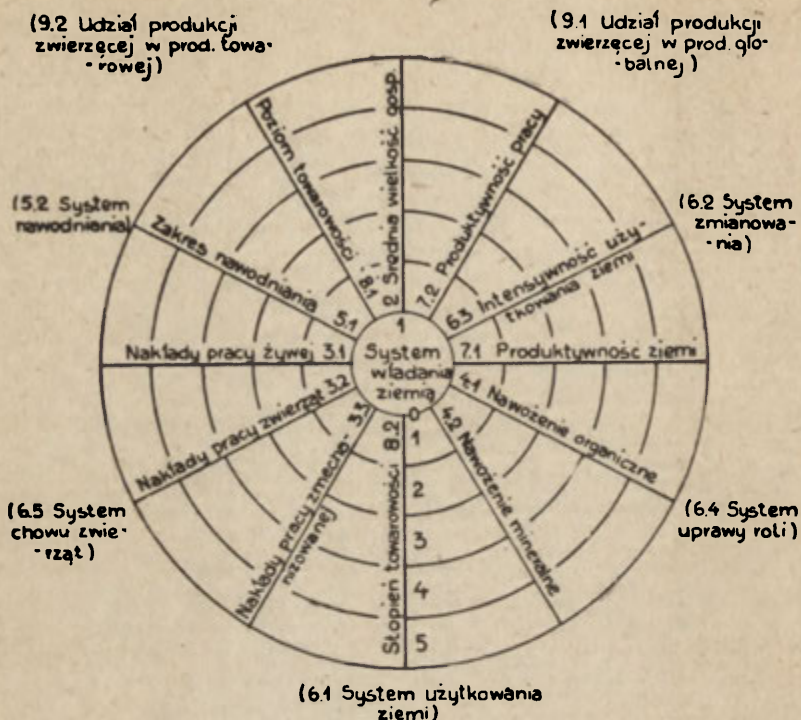 (9.2 Udział produkcji
zwierzęcej w prod. towa-
-rowej)
(9.1 Udział produkcji
zwierzęcej w prod. glo-
-balnej)
(5.2 System
nawodniania)
(6.2 System
zmianowa-
-nia)
Zakres nawodniania 5.1
Poziom towarowości 8.1
2 Średnia wielkość gosp.
7.2 Produktywność pracy
6.3 Intensywność uży-
tkowania ziemi
Nakłady pracy żywej 3.1
1
System
władania
ziemią
7.1 Produktywność ziemi
Nakłady pracy zwierząt 3.2
Nakłady pracy zmecha- 3.3
nizowanej
Stopień towarowości 8.2
0
1
2
3
4
5
4.2 Nawożenie mineralne
4.1 Nawożenie organiczne
(6.5 System
chowu zwie-
-rząt)
(6.4 System
uprawy roli)
(6.1 System użytkowania
ziemi)